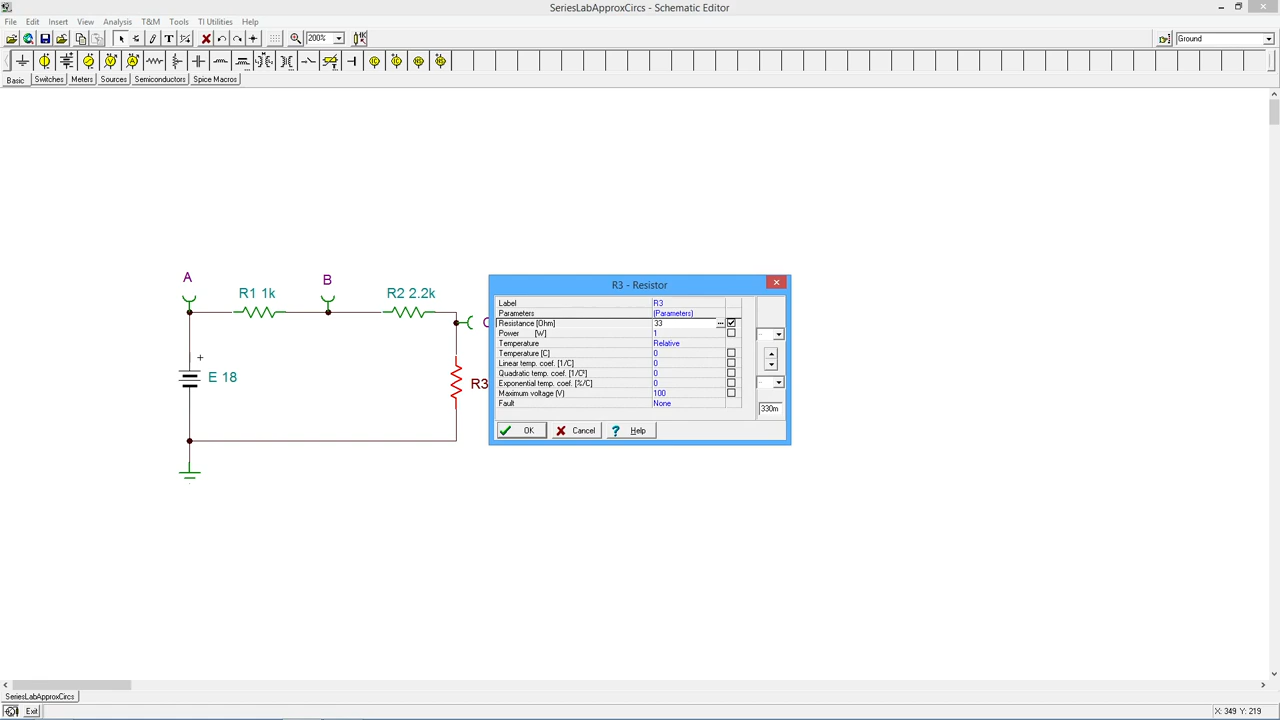 SeriesLabApproxCircs - Schematic Editor
File Edit Insert View Analysis T&M Tools TI Utilities Help
200%
Ground
Basic Switches Meters Sources Semiconductors Spice Macros
A
B
R1 1k
R2 2.2k
+
E 18
R3
R3 - Resistor
Label R3
Parameters (Parameters)
Resistance [Ohm] 33 ...
Power [W] 1
Temperature Relative
Temperature [C] 0
Linear temp. coef. [1/C] 0
Quadratic temp. coef. [1/C²] 0
Exponential temp. coef. [%/C] 0
Maximum voltage (V) 100
Fault None
330m
OK Cancel Help
SeriesLabApproxCircs
Exit
X: 349 Y: 219